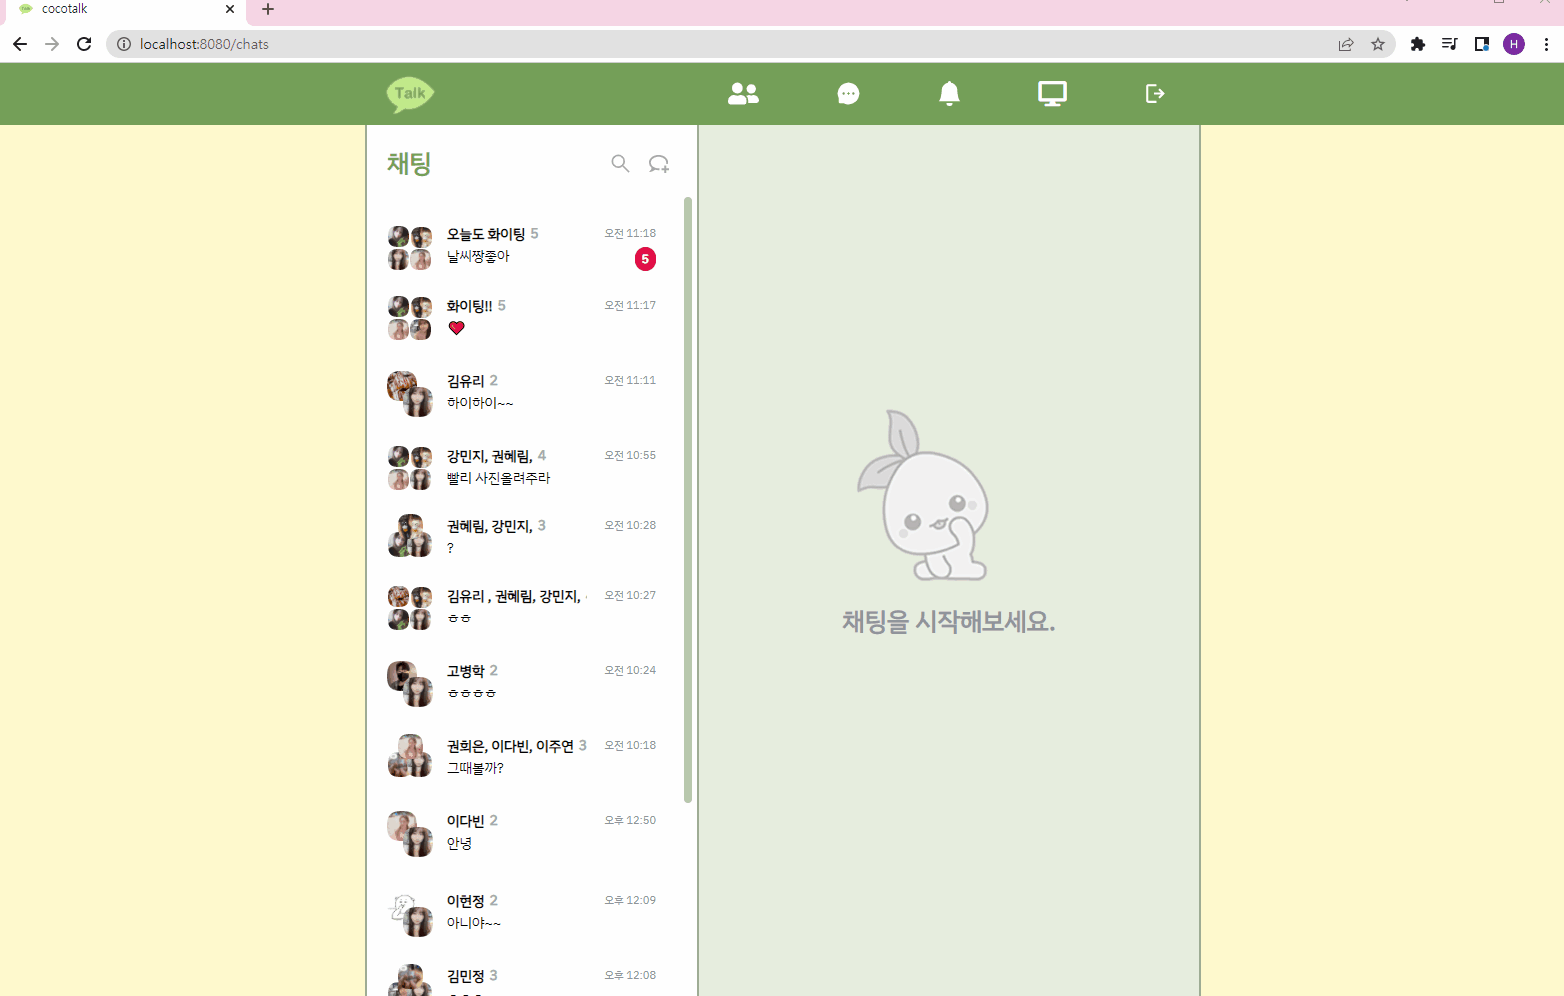 cocotalk
localhost:8080/chats
H
Talk
채팅
오늘도 화이팅 5 오전 11:18
날씨짱좋아 5
화이팅!! 5 오전 11:17
김유리 2 오전 11:11
하이하이~~
강민지, 권혜림, 4 오전 10:55
빨리 사진올려주라
권혜림, 강민지, 3 오전 10:28
?
김유리 , 권혜림, 강민지, 오전 10:27
ㅎㅎ
고병학 2 오전 10:24
ㅎㅎㅎㅎ
권희은, 이다빈, 이주연 3 오전 10:18
그때볼까?
이다빈 2 오후 12:50
안녕
이현정 2 오후 12:09
아니야~~
김민정 3 오후 12:08
채팅을 시작해보세요.